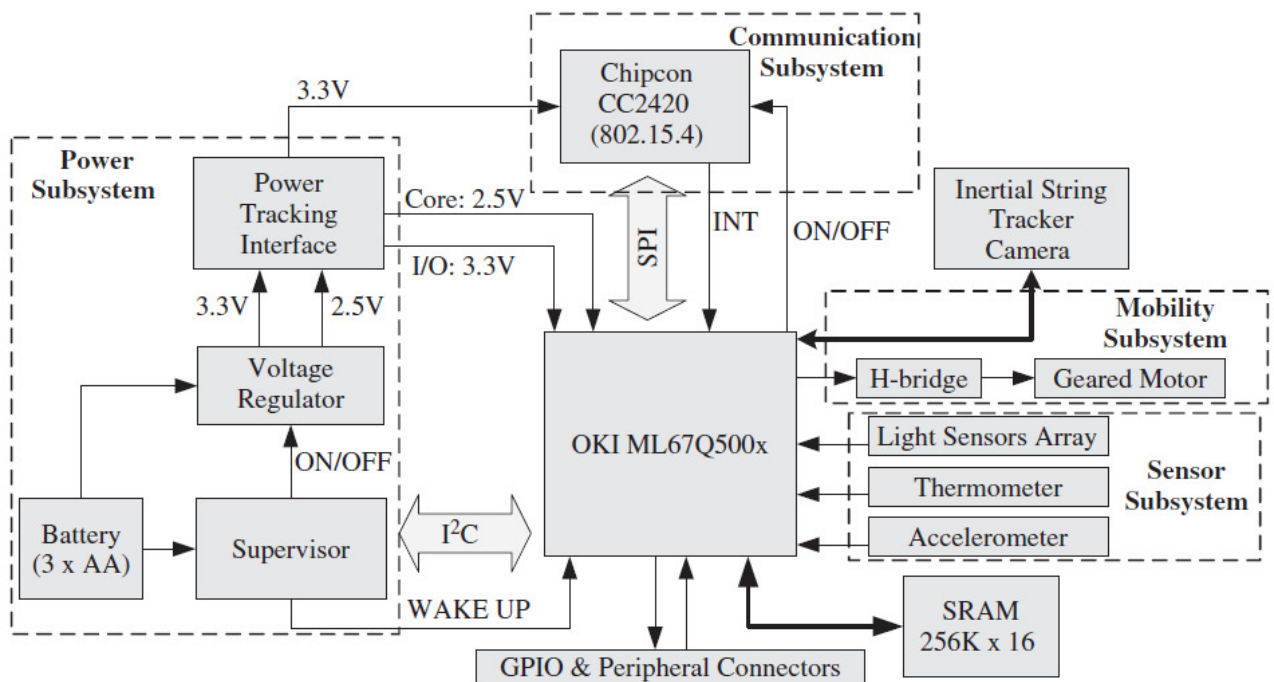 Communication
Subsystem
Chipcon
CC2420
(802.15.4)
3.3V
Power
Subsystem
Power
Tracking
Interface
Core: 2.5V
I/O: 3.3V
SPI
INT
ON/OFF
Inertial String
Tracker
Camera
3.3V
2.5V
Mobility
Subsystem
H-bridge
Geared Motor
Voltage
Regulator
OKI ML67Q500x
Light Sensors Array
Thermometer
Accelerometer
Sensor
Subsystem
ON/OFF
Battery
(3 x AA)
Supervisor
I²C
WAKE UP
SRAM
256K x 16
GPIO & Peripheral Connectors